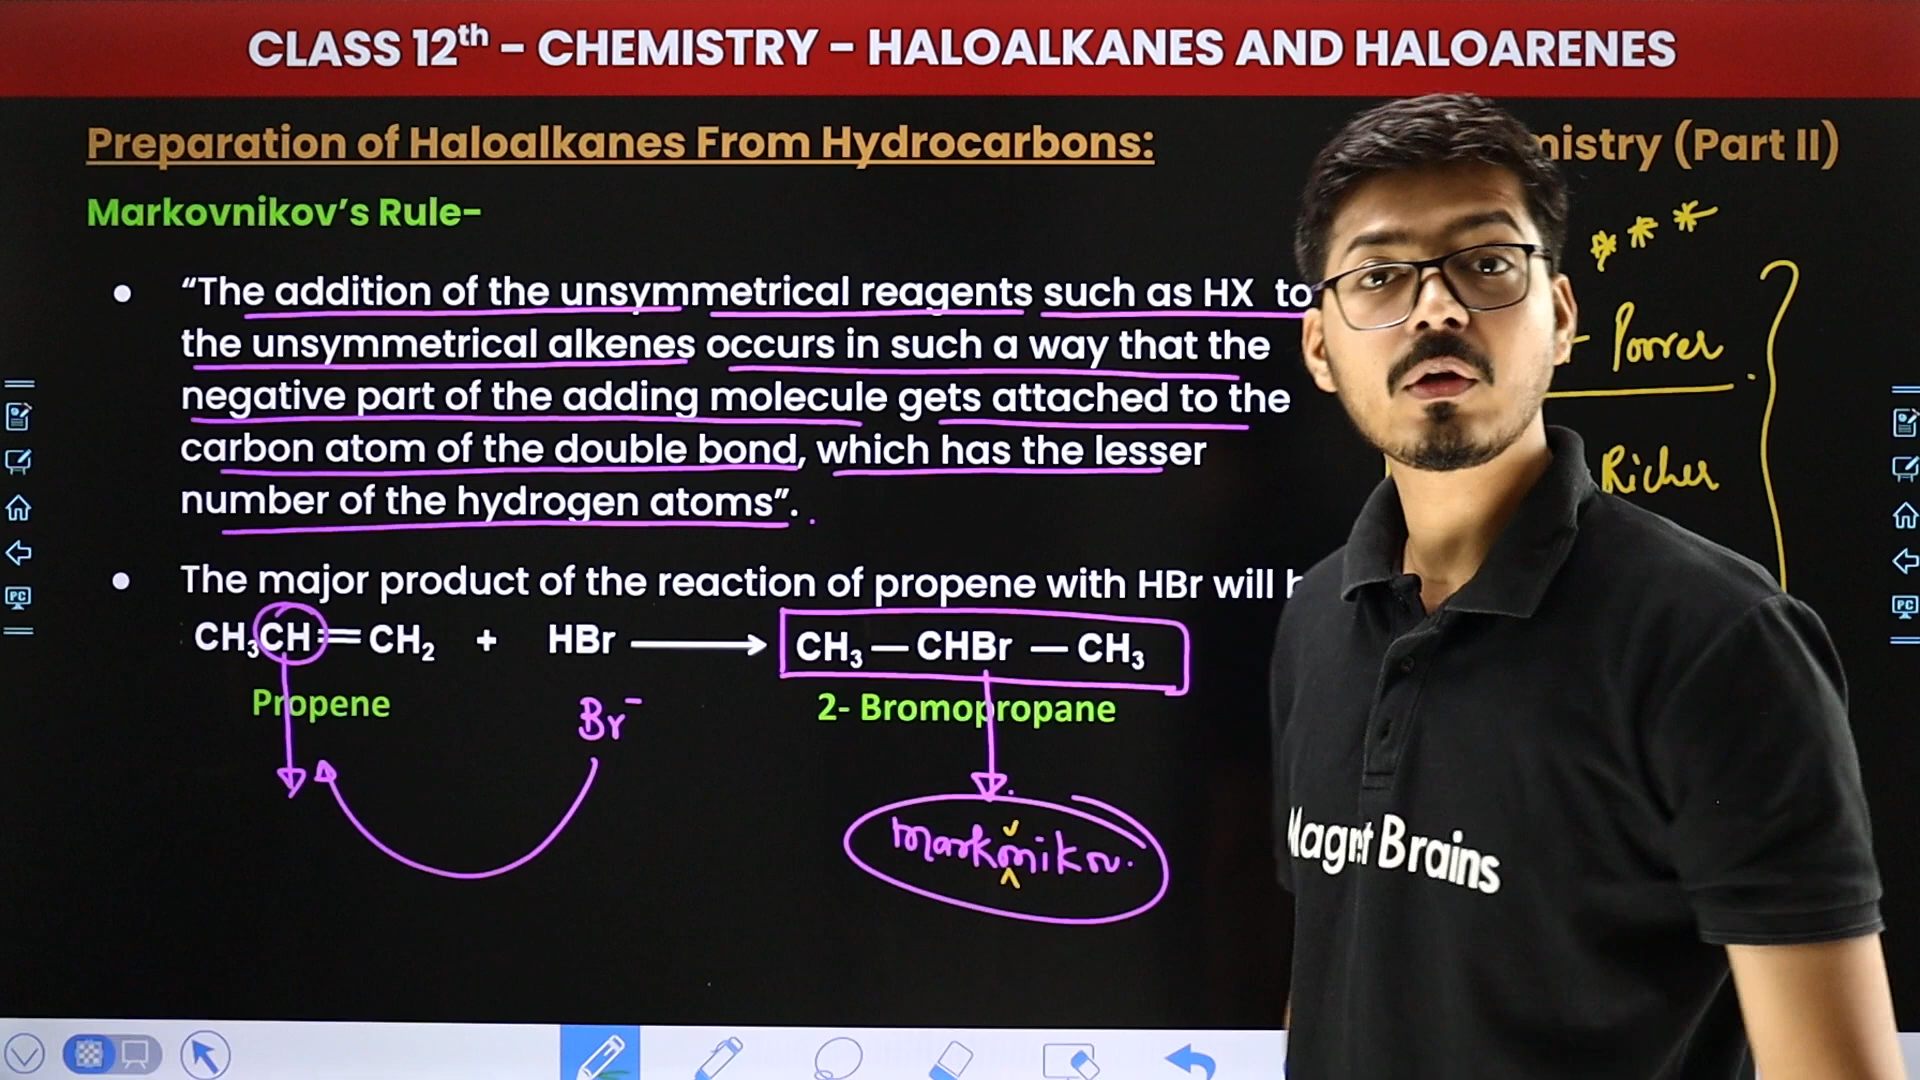 CLASS 12th - CHEMISTRY - HALOALKANES AND HALOARENES
Preparation of Haloalkanes From Hydrocarbons:
(Part II)
Markovnikov's Rule-
• “The addition of the unsymmetrical reagents such as HX to
the unsymmetrical alkenes occurs in such a way that the
negative part of the adding molecule gets attached to the
carbon atom of the double bond, which has the lesser
number of the hydrogen atoms”.
Poorer
Richer
• The major product of the reaction of propene with HBr will
CH₃CH=CH₂ + HBr ⟶ CH₃ — CHBr — CH₃
Propene
Br⁻
2- Bromopropane
Markovnikov.
Magnet Brains
PC
PC